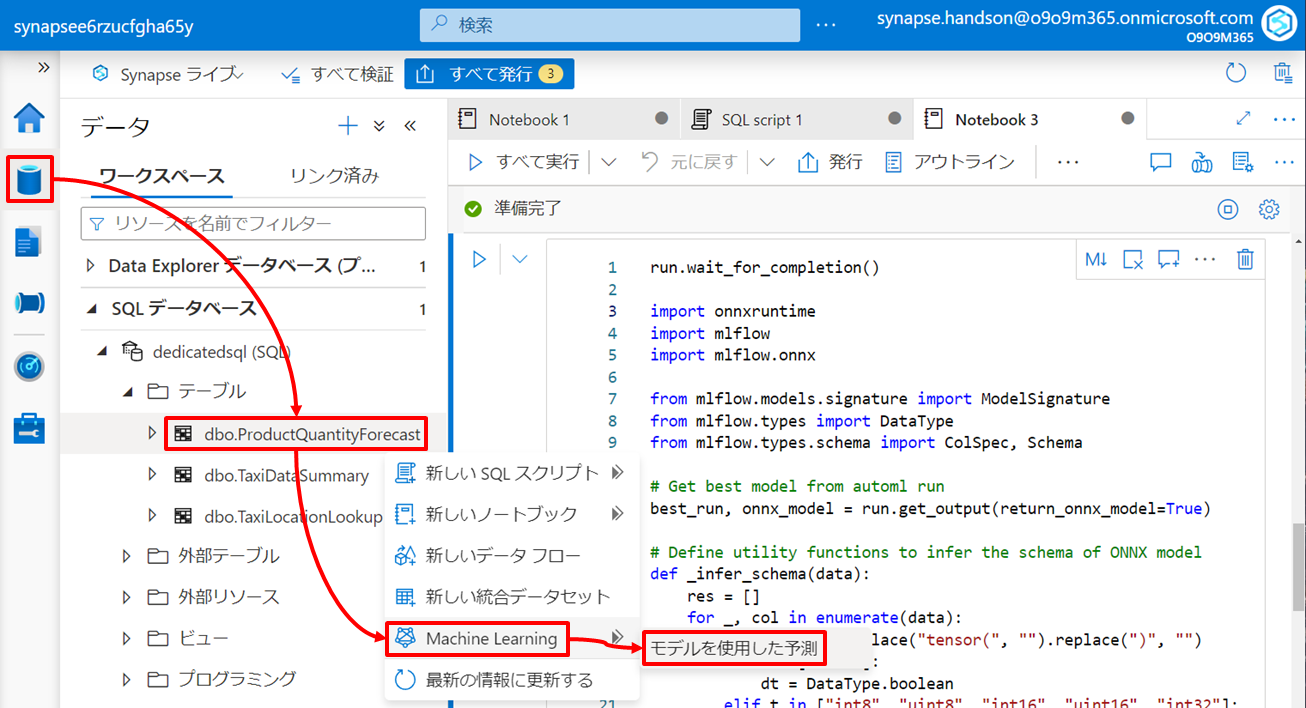 synapsee6rzucfgha65y
検索
synapse.handson@o9o9m365.onmicrosoft.com
O9O9M365
Synapse ライブ
すべて検証
すべて発行 3
データ
ワークスペース
リンク済み
リソースを名前でフィルター
Data Explorer データベース (プ... 1
SQL データベース 1
dedicatedsql (SQL)
テーブル
dbo.ProductQuantityForecast
dbo.TaxiDataSummary
dbo.TaxiLocationLookup
外部テーブル
外部リソース
ビュー
プログラミング
新しい SQL スクリプト
新しいノートブック
新しいデータ フロー
新しい統合データセット
Machine Learning
最新の情報に更新する
モデルを使用した予測
Notebook 1
SQL script 1
Notebook 3
すべて実行
元に戻す
発行
アウトライン
準備完了
M↓
1 run.wait_for_completion()
2
3 import onnxruntime
4 import mlflow
5 import mlflow.onnx
6
7 from mlflow.models.signature import ModelSignature
8 from mlflow.types import DataType
9 from mlflow.types.schema import ColSpec, Schema
# Get best model from automl run
best_run, onnx_model = run.get_output(return_onnx_model=True)
# Define utility functions to infer the schema of ONNX model
def _infer_schema(data):
res = []
for _, col in enumerate(data):
lace("tensor(", "").replace(")", "")
]:
dt = DataType.boolean
21 elif t in ["int8", "uint8", "int16", "uint16", "int32"]: